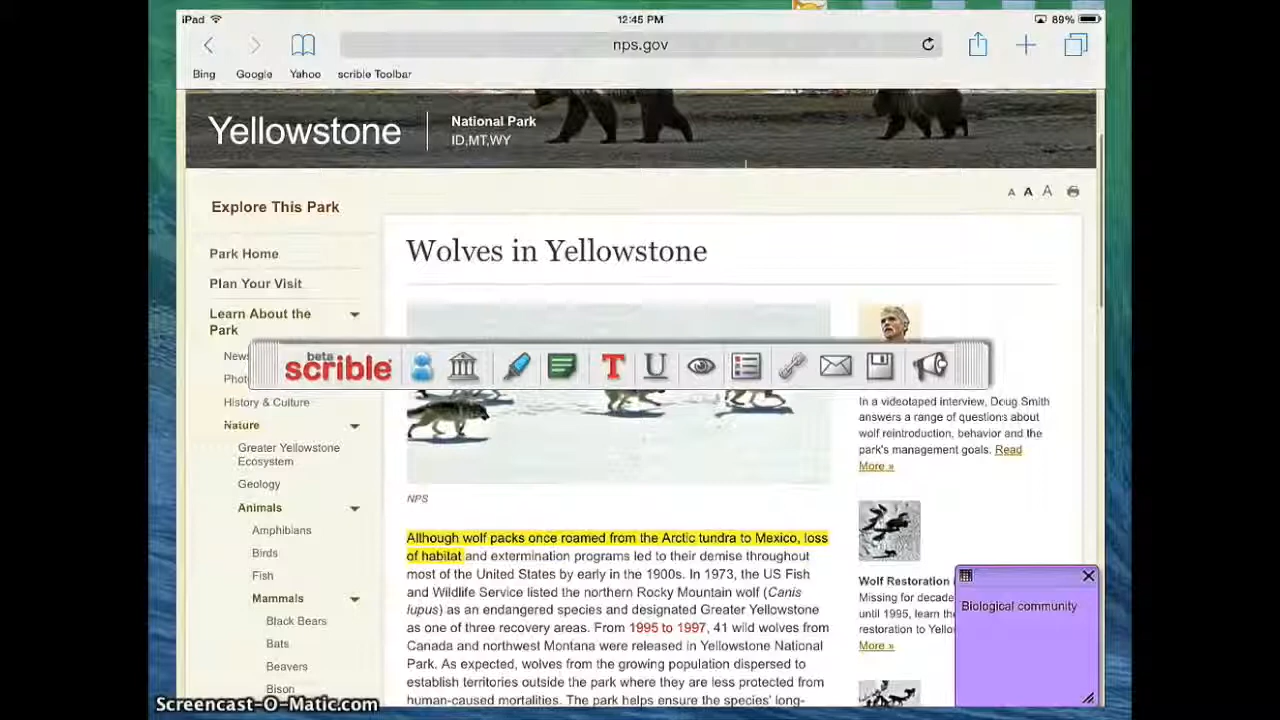 iPad
12:45 PM
89%
nps.gov
Bing Google Yahoo scrible Toolbar
Yellowstone
National Park
ID,MT,WY
A A A
Explore This Park
Park Home
Plan Your Visit
Learn About the
Park
History & Culture
Nature
Greater Yellowstone
Ecosystem
Geology
Animals
Amphibians
Birds
Fish
Mammals
Black Bears
Bats
Beavers
Bison
beta
scrible
T U
Wolves in Yellowstone
NPS
Although wolf packs once roamed from the Arctic tundra to Mexico, loss
of habitat and extermination programs led to their demise throughout
most of the United States by early in the 1900s. In 1973, the US Fish
and Wildlife Service listed the northern Rocky Mountain wolf (Canis
lupus) as an endangered species and designated Greater Yellowstone
as one of three recovery areas. From 1995 to 1997, 41 wild wolves from
Canada and northwest Montana were released in Yellowstone National
Park. As expected, wolves from the growing population dispersed to
establish territories outside the park where they are less protected from
human-caused mortalities. The park helps ensure the species' long-
In a videotaped interview, Doug Smith
answers a range of questions about
wolf reintroduction, behavior and the
park's management goals. Read
More »
Wolf Restoration
Missing for decade
until 1995, learn the
restoration to Yello
More »
Biological community
Screencast-O-Matic.com